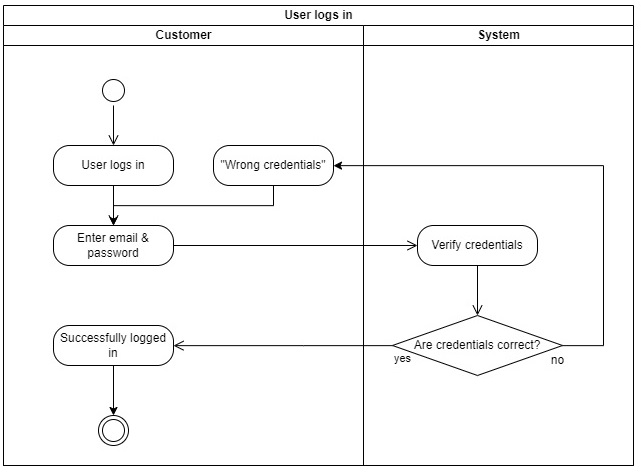 User logs in
Customer
System
User logs in
"Wrong credentials"
Enter email &
password
Verify credentials
Successfully logged
in
Are credentials correct?
yes
no